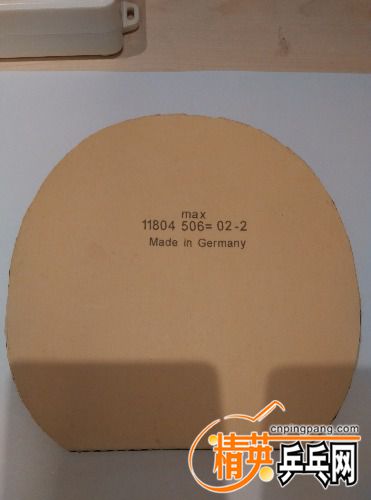 max
11804 506= 02-2
Made in Germany
cnpingpang.com
精英乒乓网